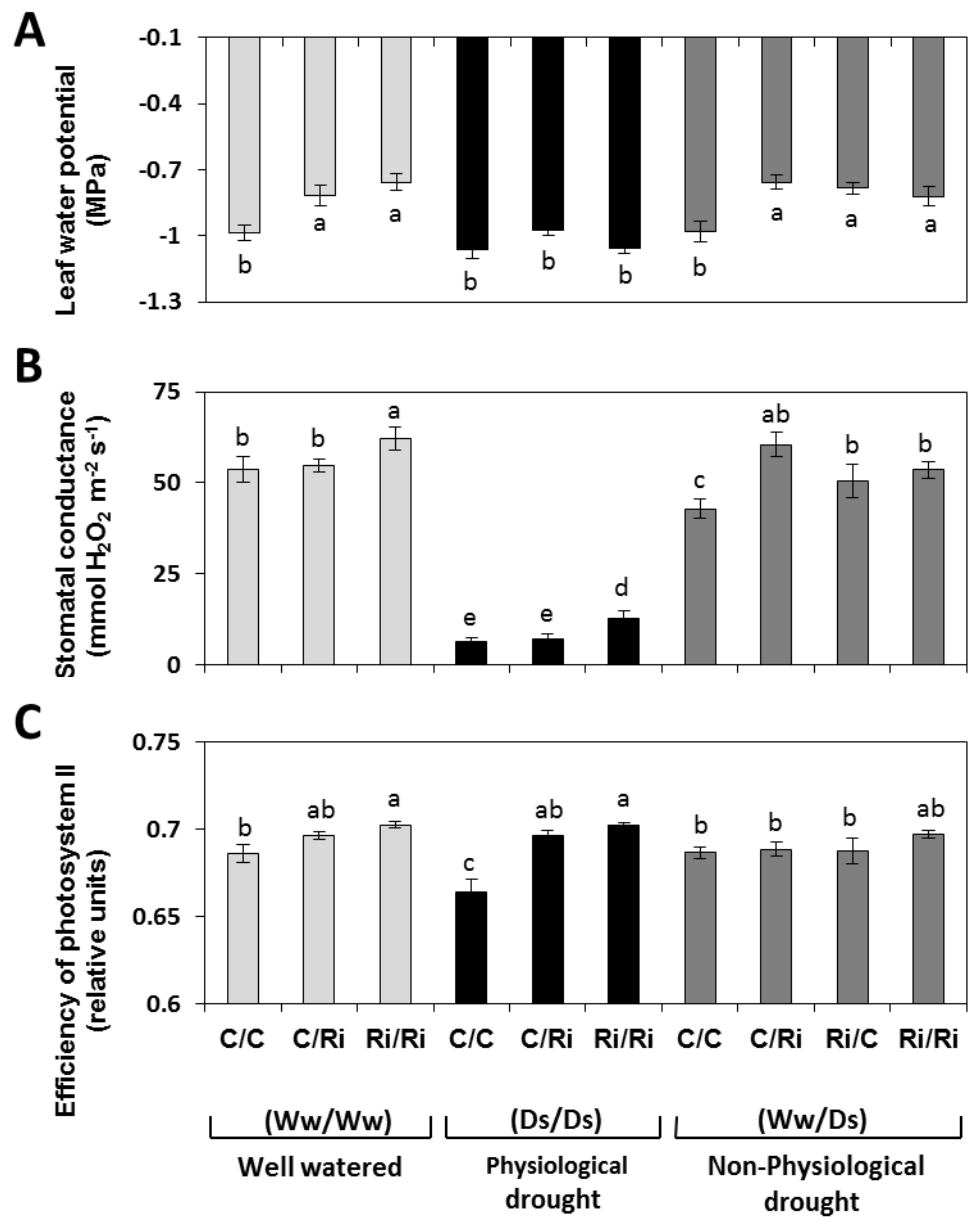 A
Leaf water potential
(MPa)
-0.1
-0.4
-0.7
-1
-1.3
b a a b b b b a a a
B
Stomatal conductance
(mmol H₂O₂ m⁻² s⁻¹)
75
50
25
0
b b a e e d c ab b b
C
Efficiency of photosystem II
(relative units)
0.75
0.7
0.65
0.6
b ab a c ab a b b b ab
C/C C/Ri Ri/Ri C/C C/Ri Ri/Ri C/C C/Ri Ri/C Ri/Ri
(Ww/Ww) (Ds/Ds) (Ww/Ds)
Well watered
Physiological
drought
Non-Physiological
drought